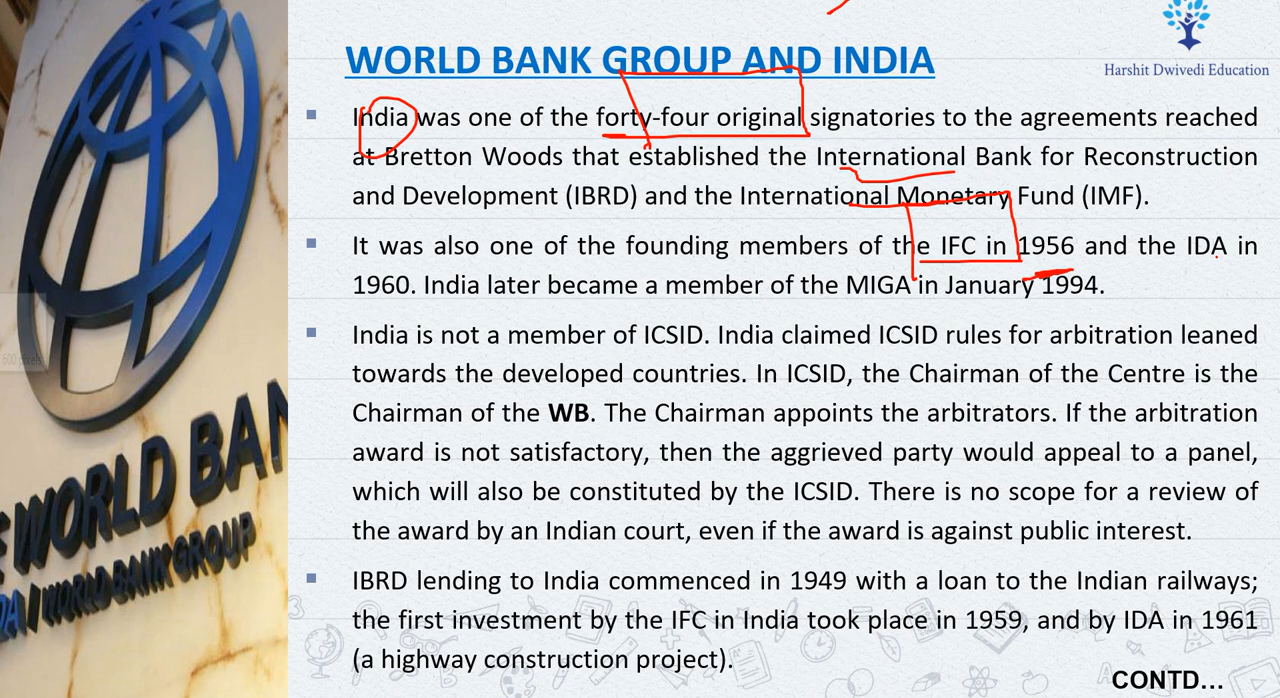 WORLD BANK GROUP AND INDIA
Harshit Dwivedi Education
India was one of the forty-four original signatories to the agreements reached
at Bretton Woods that established the International Bank for Reconstruction
and Development (IBRD) and the International Monetary Fund (IMF).
It was also one of the founding members of the IFC in 1956 and the IDA in
1960. India later became a member of the MIGA in January 1994.
India is not a member of ICSID. India claimed ICSID rules for arbitration leaned
towards the developed countries. In ICSID, the Chairman of the Centre is the
Chairman of the WB. The Chairman appoints the arbitrators. If the arbitration
award is not satisfactory, then the aggrieved party would appeal to a panel,
which will also be constituted by the ICSID. There is no scope for a review of
the award by an Indian court, even if the award is against public interest.
IBRD lending to India commenced in 1949 with a loan to the Indian railways;
the first investment by the IFC in India took place in 1959, and by IDA in 1961
(a highway construction project).
CONTD...
WORLD BAN
WORLD BANK GROUP